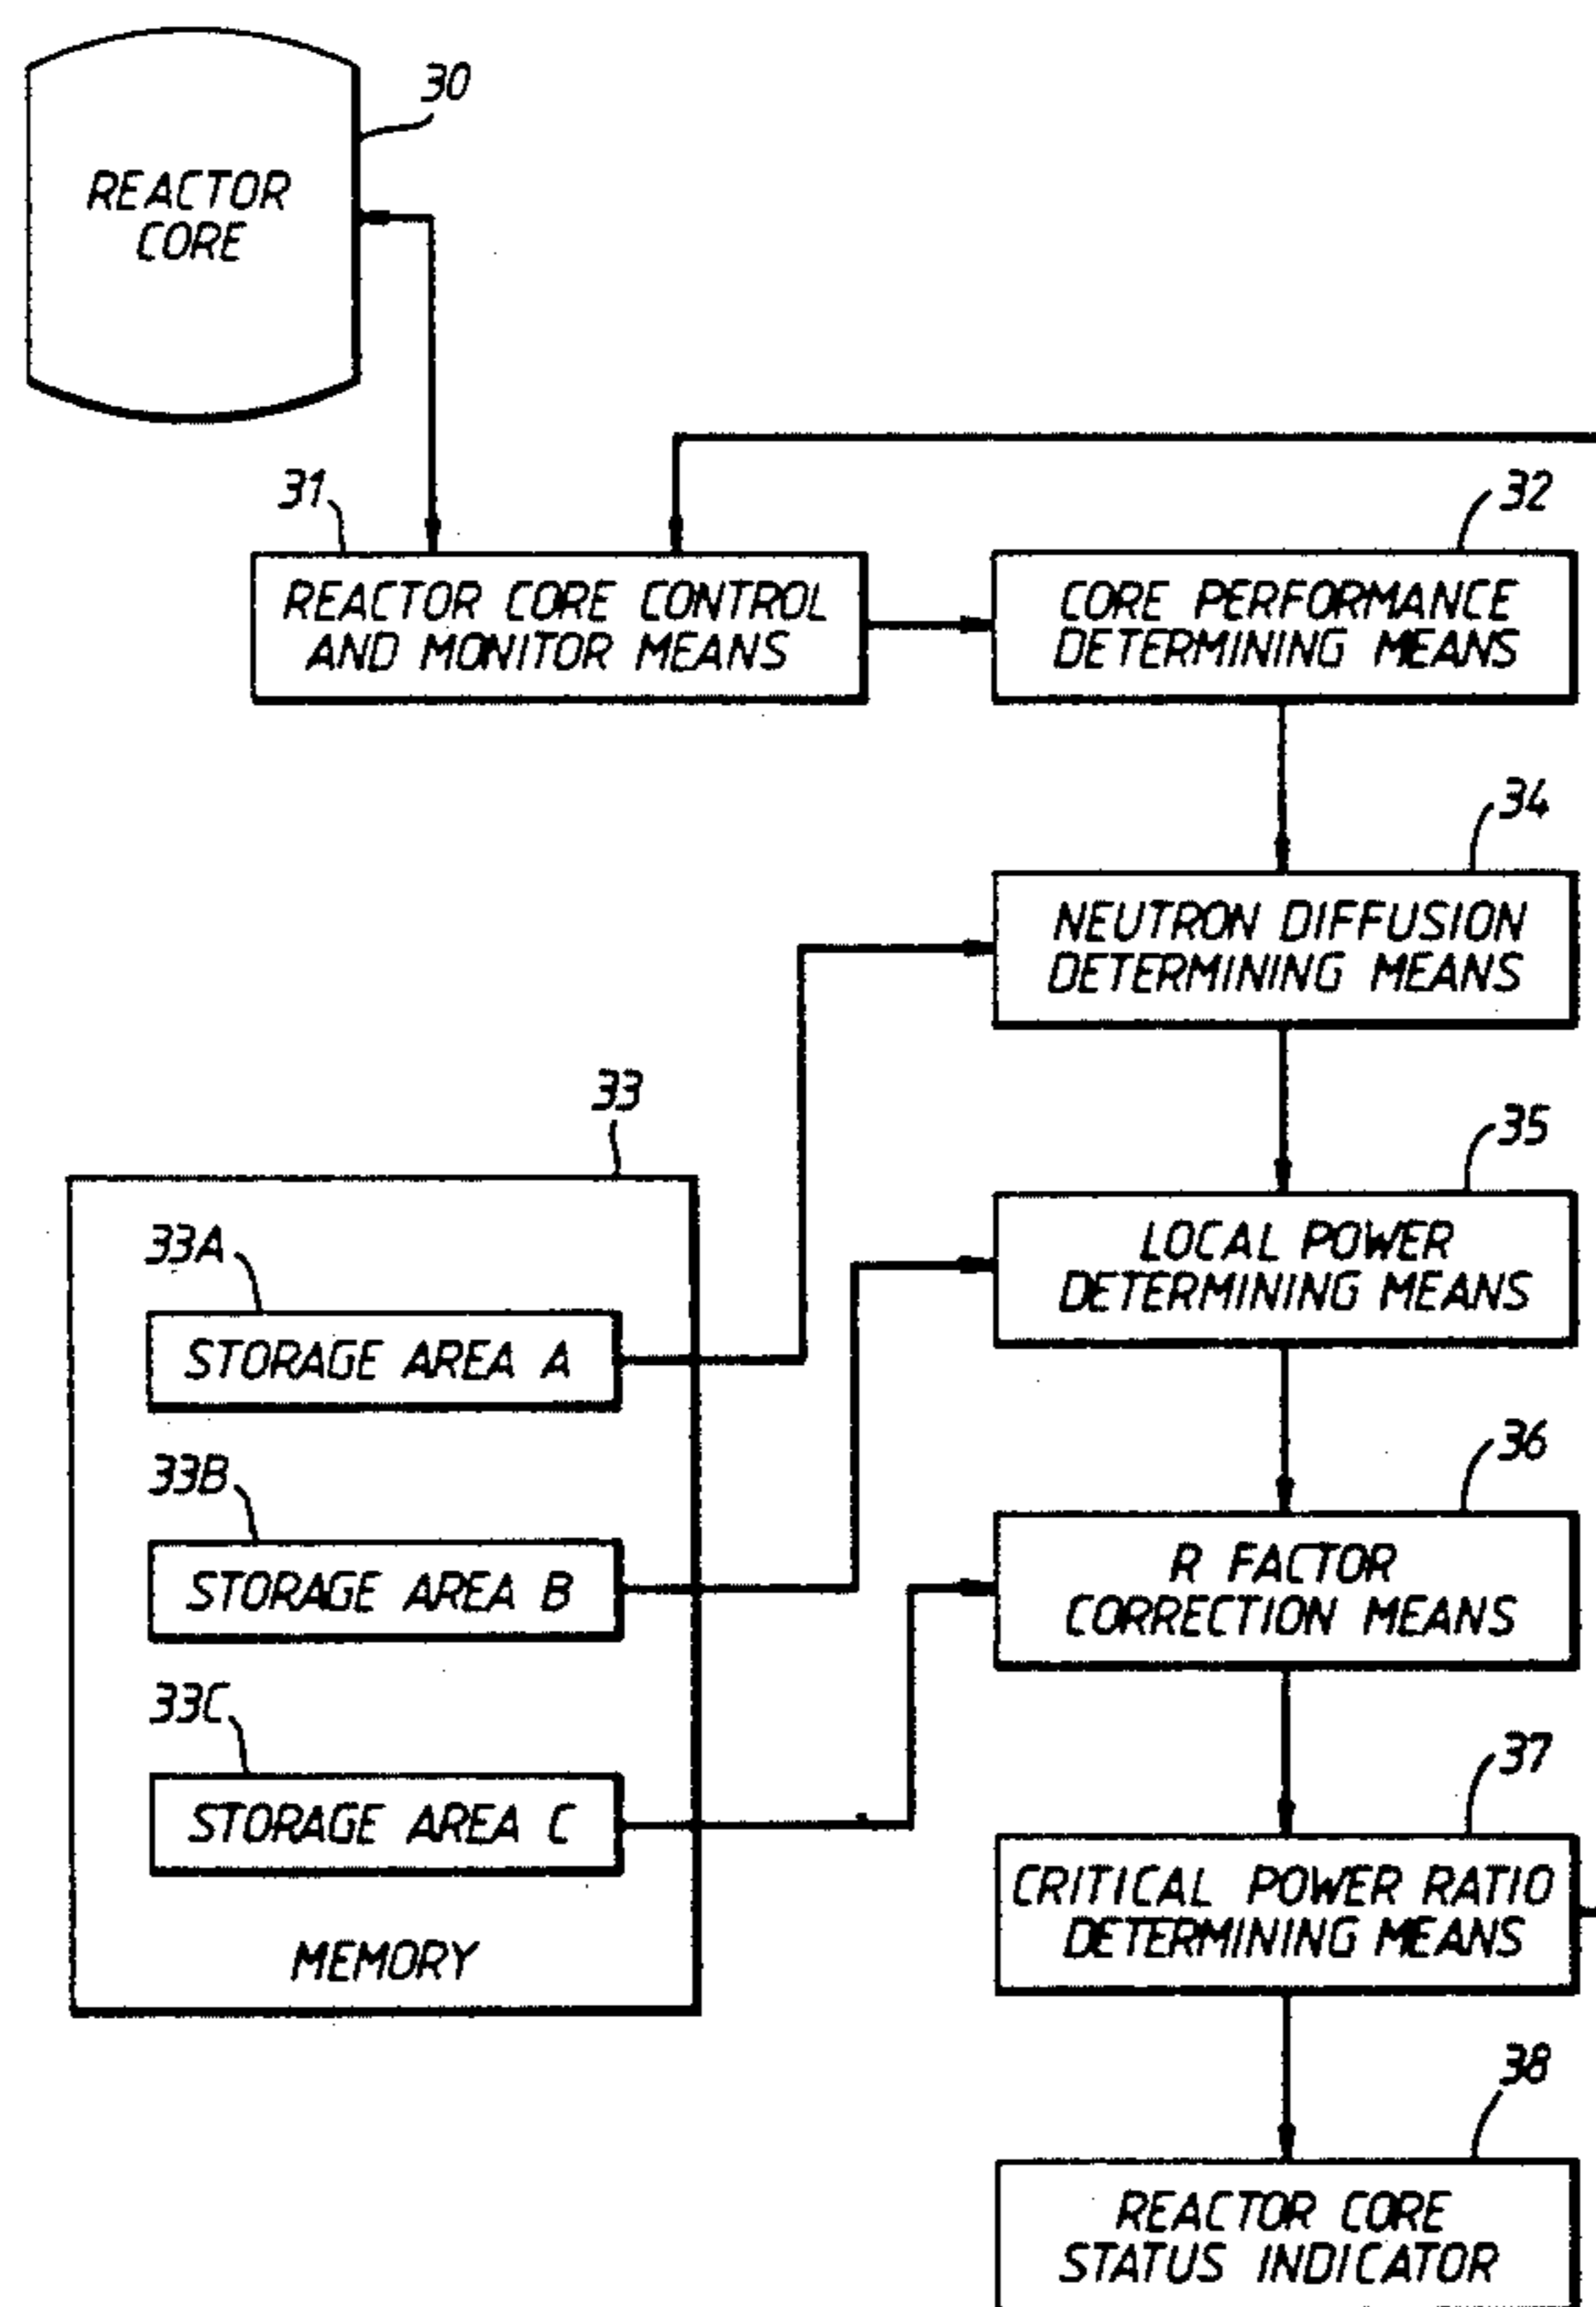 30
REACTOR
CORE
31
REACTOR CORE CONTROL
AND MONITOR MEANS
32
CORE PERFORMANCE
DETERMINING MEANS
34
NEUTRON DIFFUSION
DETERMINING MEANS
33
35
LOCAL POWER
DETERMINING MEANS
33A
STORAGE AREA A
33B
STORAGE AREA B
36
R FACTOR
CORRECTION MEANS
33C
STORAGE AREA C
37
CRITICAL POWER RATIO
DETERMINING MEANS
MEMORY
38
REACTOR CORE
STATUS INDICATOR